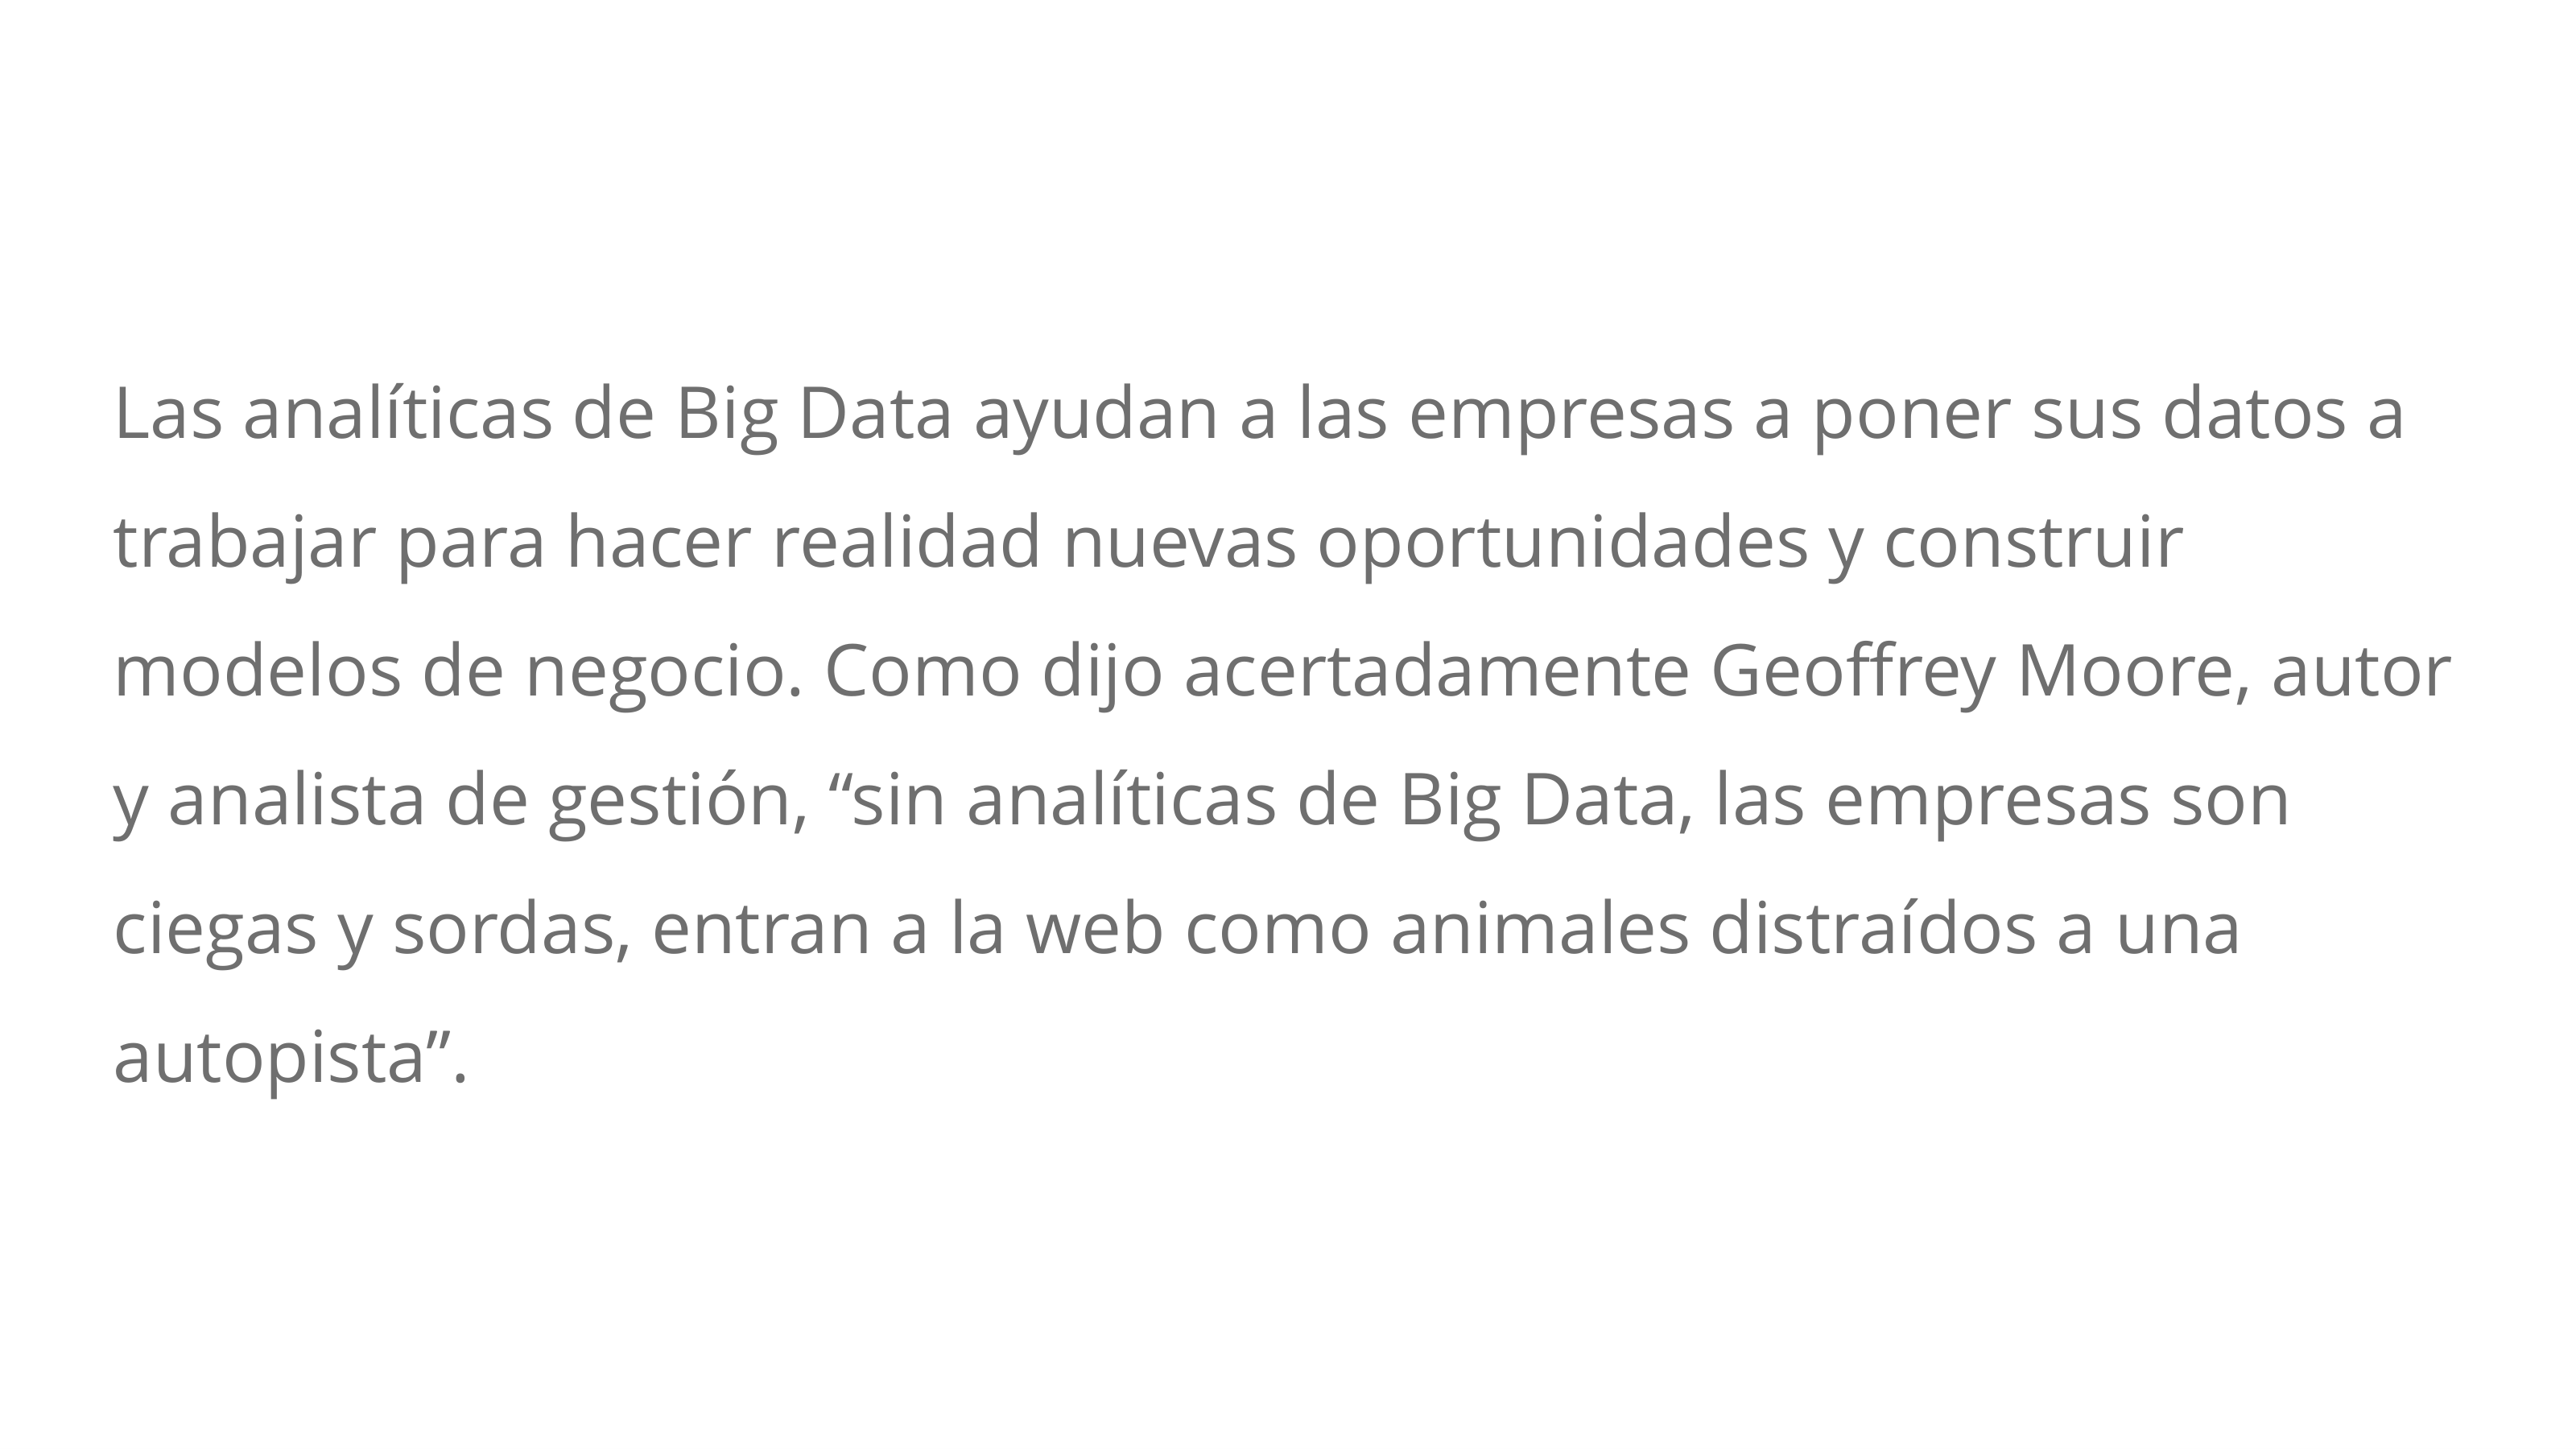 Las analíticas de Big Data ayudan a las empresas a poner sus datos a
trabajar para hacer realidad nuevas oportunidades y construir
modelos de negocio. Como dijo acertadamente Geoffrey Moore, autor
y analista de gestión, “sin analíticas de Big Data, las empresas son
ciegas y sordas, entran a la web como animales distraídos a una
autopista”.